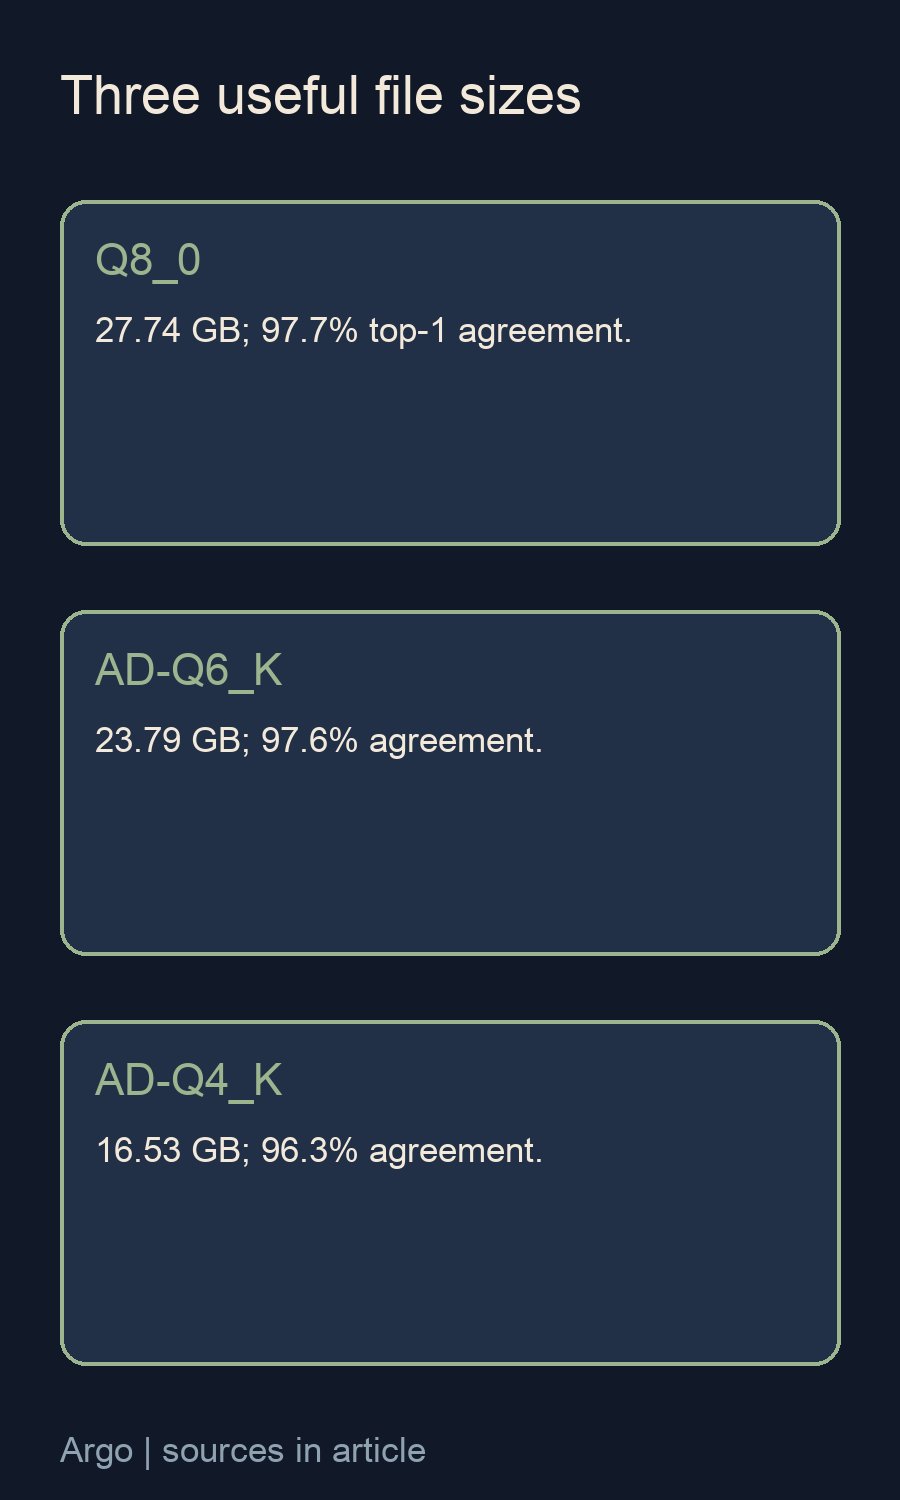 Three useful file sizes
Q8_0
27.74 GB; 97.7% top-1 agreement.
AD-Q6_K
23.79 GB; 97.6% agreement.
AD-Q4_K
16.53 GB; 96.3% agreement.
Argo | sources in article